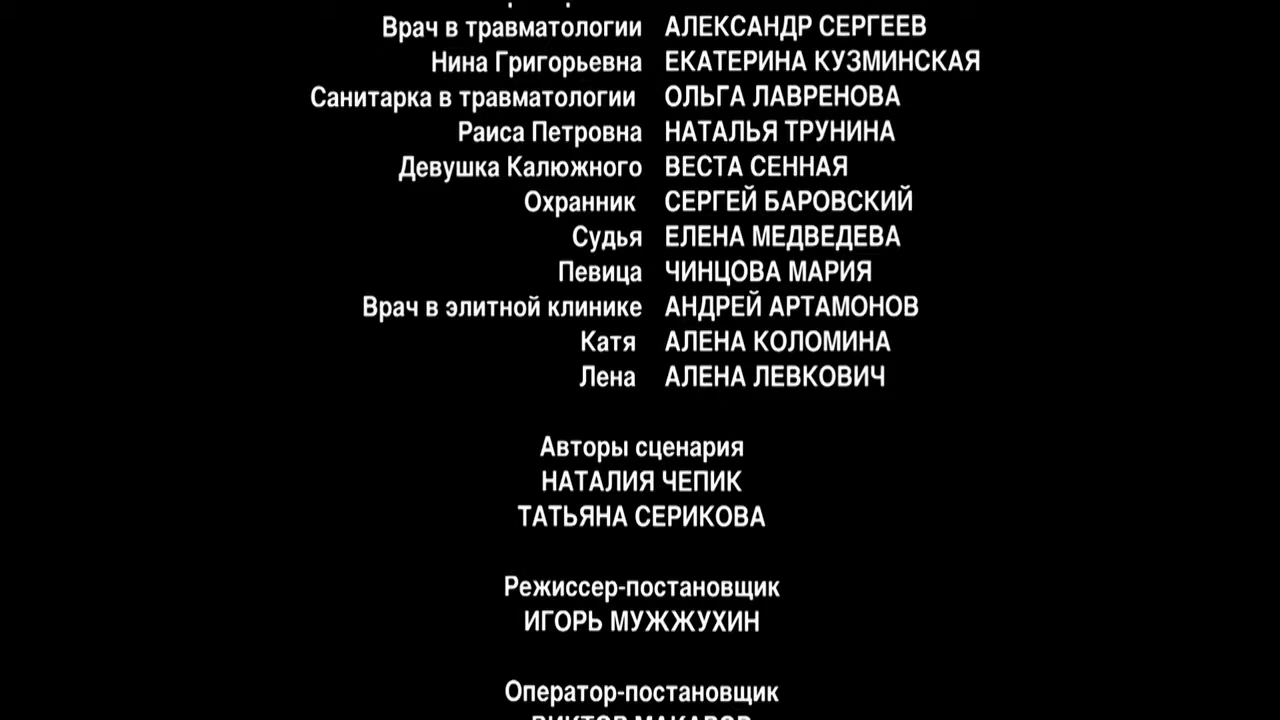 Врач в травматологии АЛЕКСАНДР СЕРГЕЕВ
Нина Григорьевна ЕКАТЕРИНА КУЗМИНСКАЯ
Санитарка в травматологии ОЛЬГА ЛАВРЕНОВА
Раиса Петровна НАТАЛЬЯ ТРУНИНА
Девушка Калюжного ВЕСТА СЕННАЯ
Охранник СЕРГЕЙ БАРОВСКИЙ
Судья ЕЛЕНА МЕДВЕДЕВА
Певица ЧИНЦОВА МАРИЯ
Врач в элитной клинике АНДРЕЙ АРТАМОНОВ
Катя АЛЕНА КОЛОМИНА
Лена АЛЕНА ЛЕВКОВИЧ
Авторы сценария
НАТАЛИЯ ЧЕПИК
ТАТЬЯНА СЕРИКОВА
Режиссер-постановщик
ИГОРЬ МУЖЖУХИН
Оператор-постановщик
ВИКТОР МАКАРОВ